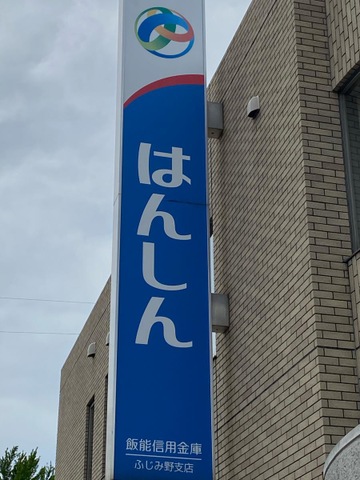 はんしん
飯能信用金庫
ふじみ野支店